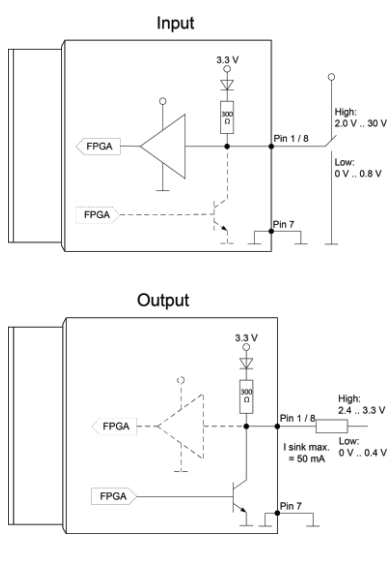 Input
3.3 V
300
Ω
High:
2.0 V .. 30 V
Pin 1 / 8
FPGA
Low:
0 V .. 0.8 V
FPGA
Pin 7
Output
3.3 V
300
Ω
High:
2.4 .. 3.3 V
Pin 1 / 8
FPGA
I sink max.
= 50 mA
Low:
0 V .. 0.4 V
FPGA
Pin 7